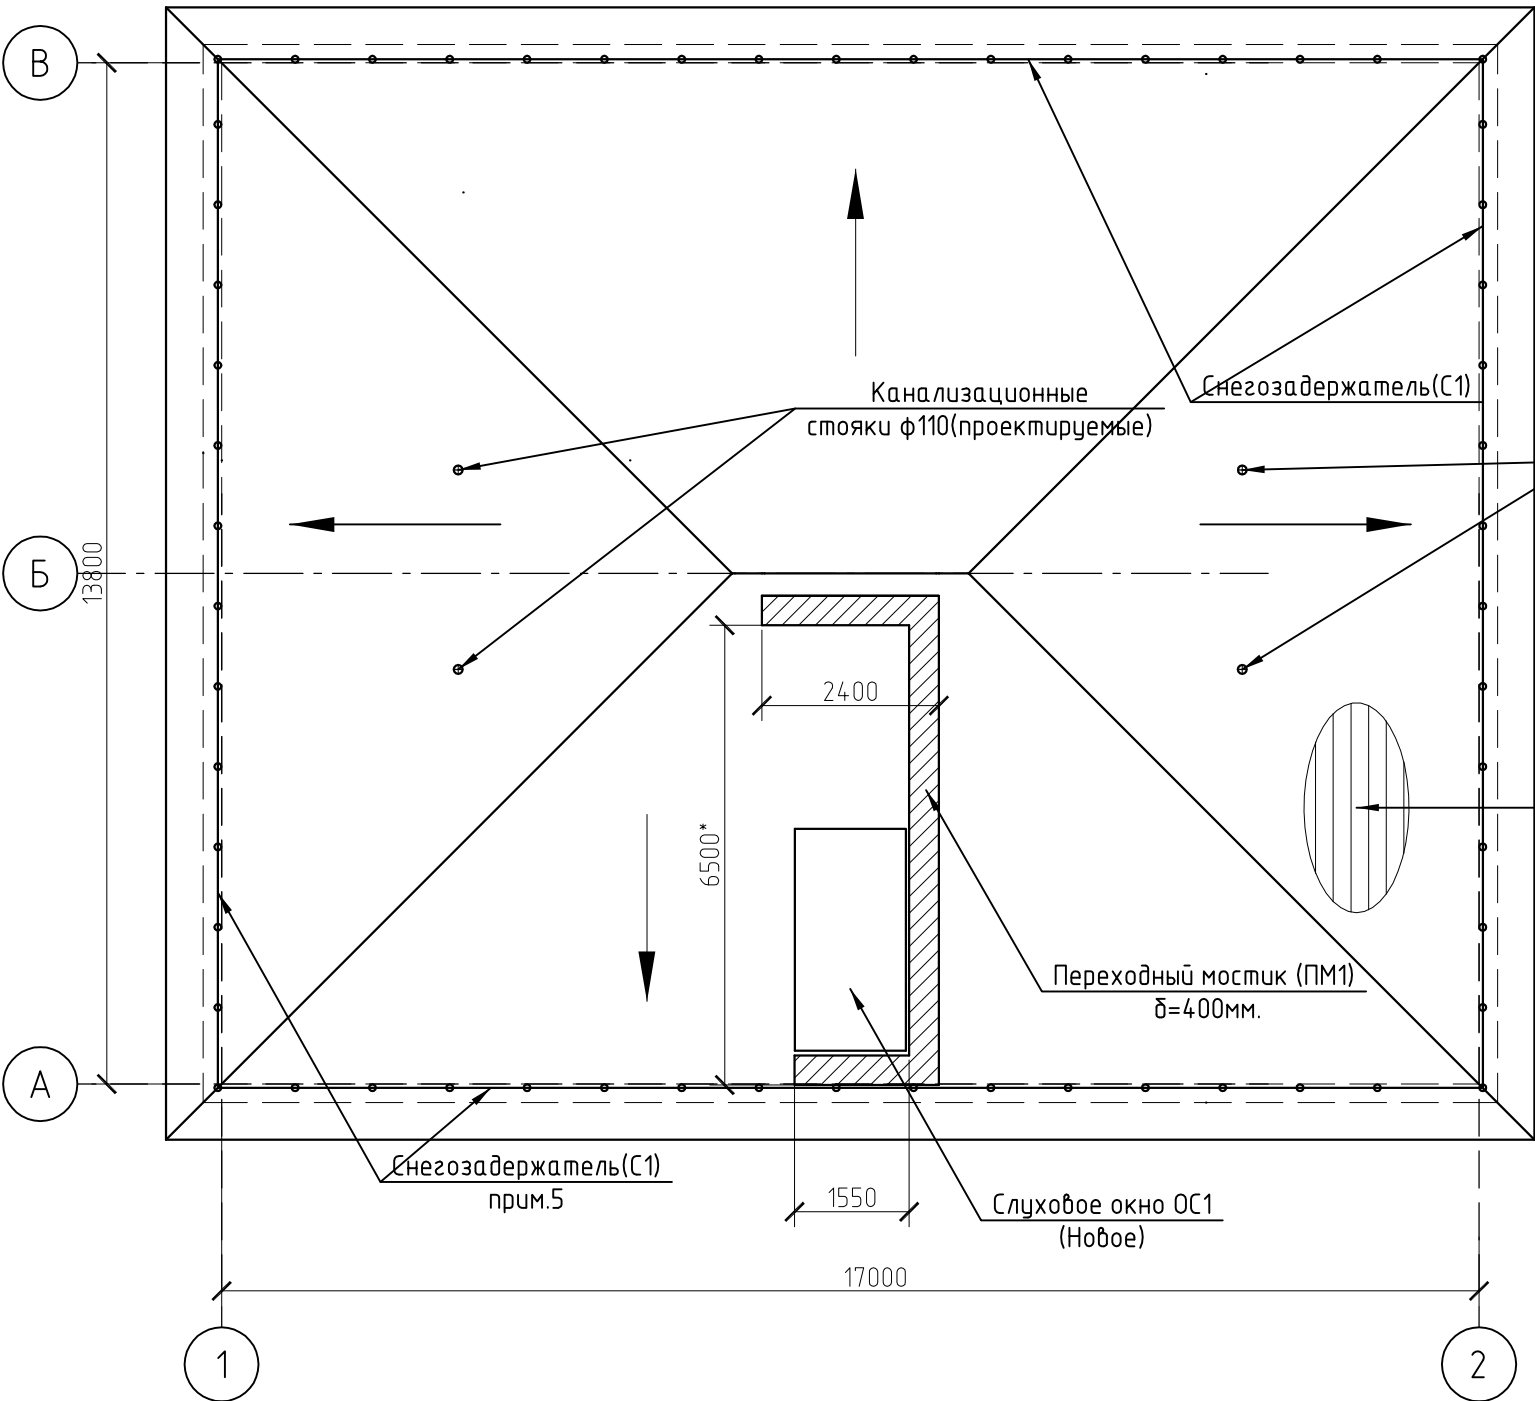 В
Канализационные
стояки ф110(проектируемые)
Снегозадержатель(С1)
Б
13800
2400
6500*
Переходный мостик (ПМ1)
δ=400мм.
А
Снегозадержатель(С1)
прим.5
1550
Слуховое окно ОС1
(Новое)
17000
1
2